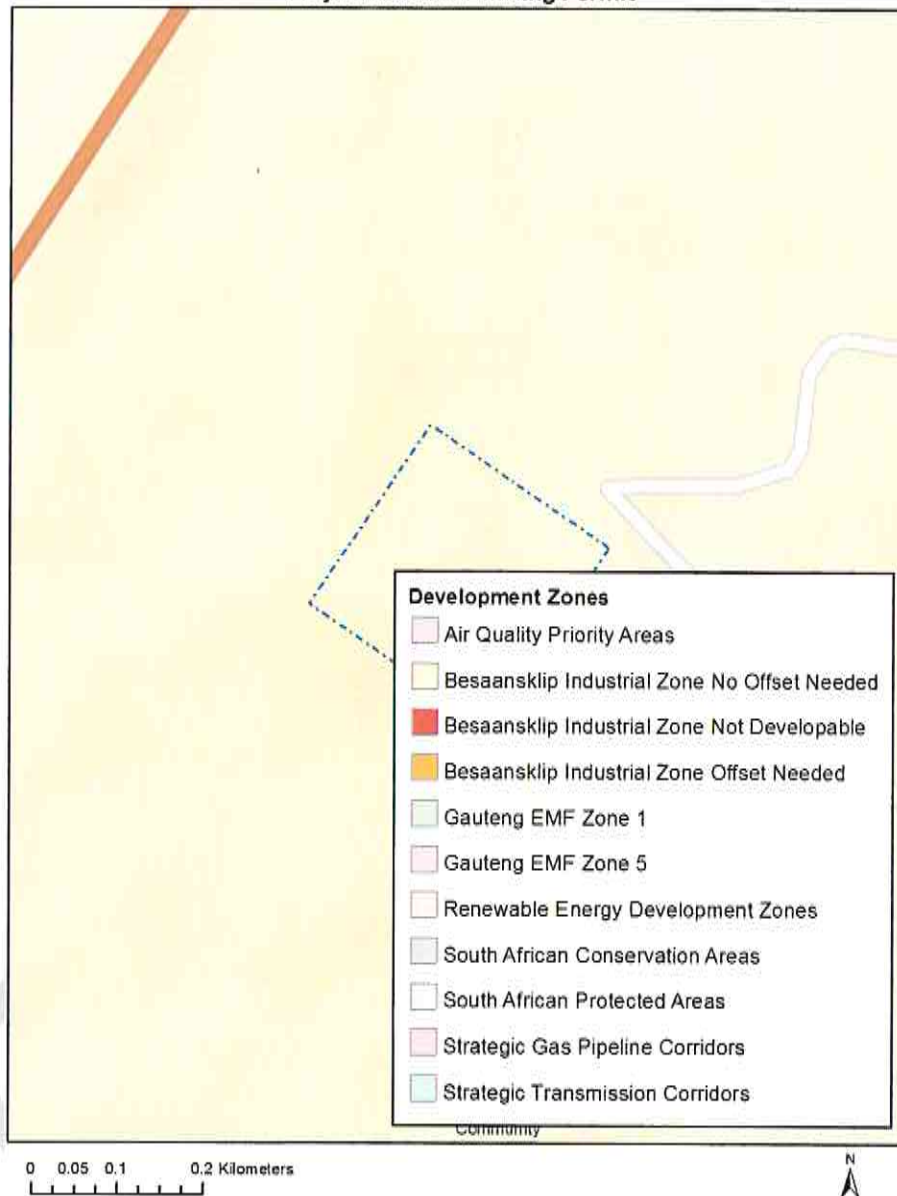 Development Zones
Air Quality Priority Areas
Besaansklip Industrial Zone No Offset Needed
Besaansklip Industrial Zone Not Developable
Besaansklip Industrial Zone Offset Needed
Gauteng EMF Zone 1
Gauteng EMF Zone 5
Renewable Energy Development Zones
South African Conservation Areas
South African Protected Areas
Strategic Gas Pipeline Corridors
Strategic Transmission Corridors
Community
0 0.05 0.1 0.2 Kilometers
N